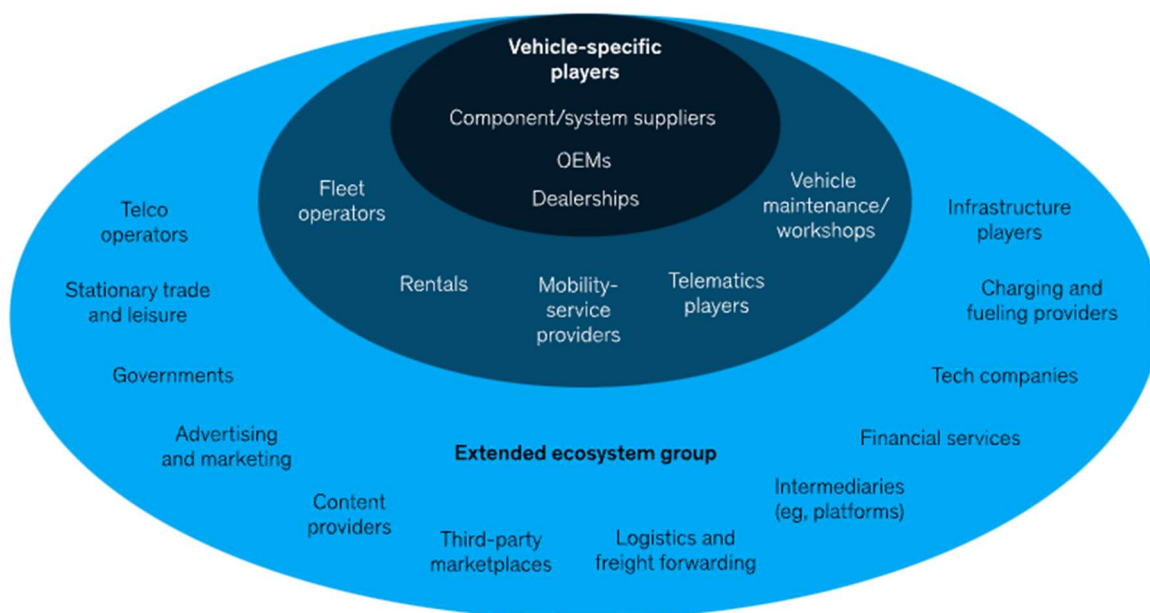 Vehicle-specific
players
Component/system suppliers
OEMs
Dealerships
Fleet
operators
Rentals
Mobility-
service
providers
Telematics
players
Vehicle
maintenance/
workshops
Telco
operators
Stationary trade
and leisure
Governments
Advertising
and marketing
Content
providers
Third-party
marketplaces
Extended ecosystem group
Logistics and
freight forwarding
Intermediaries
(eg, platforms)
Financial services
Tech companies
Charging and
fueling providers
Infrastructure
players